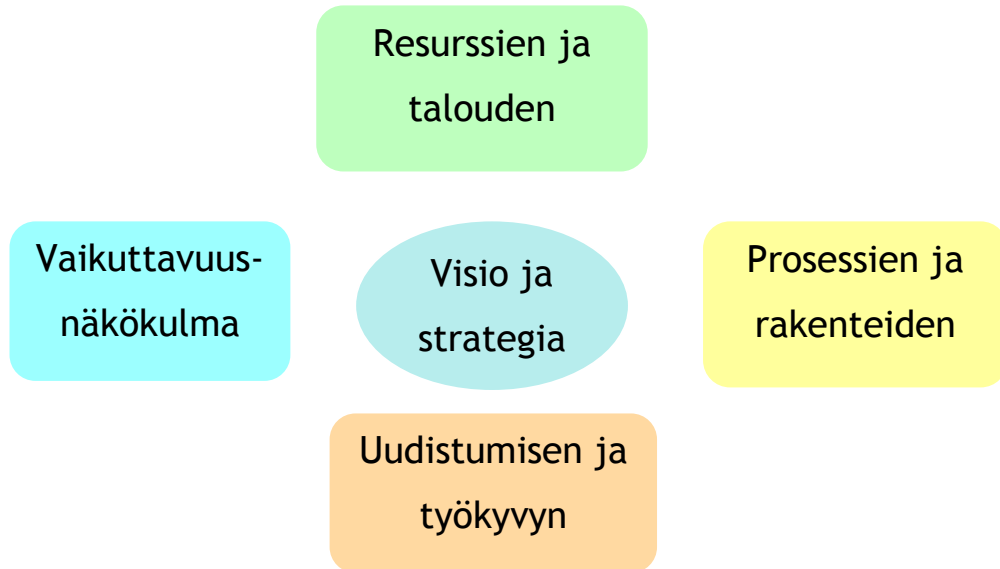 Resurssien ja
talouden
Vaikuttavuus-
näkökulma
Visio ja
strategia
Prosessien ja
rakenteiden
Uudistumisen ja
työkyvyn